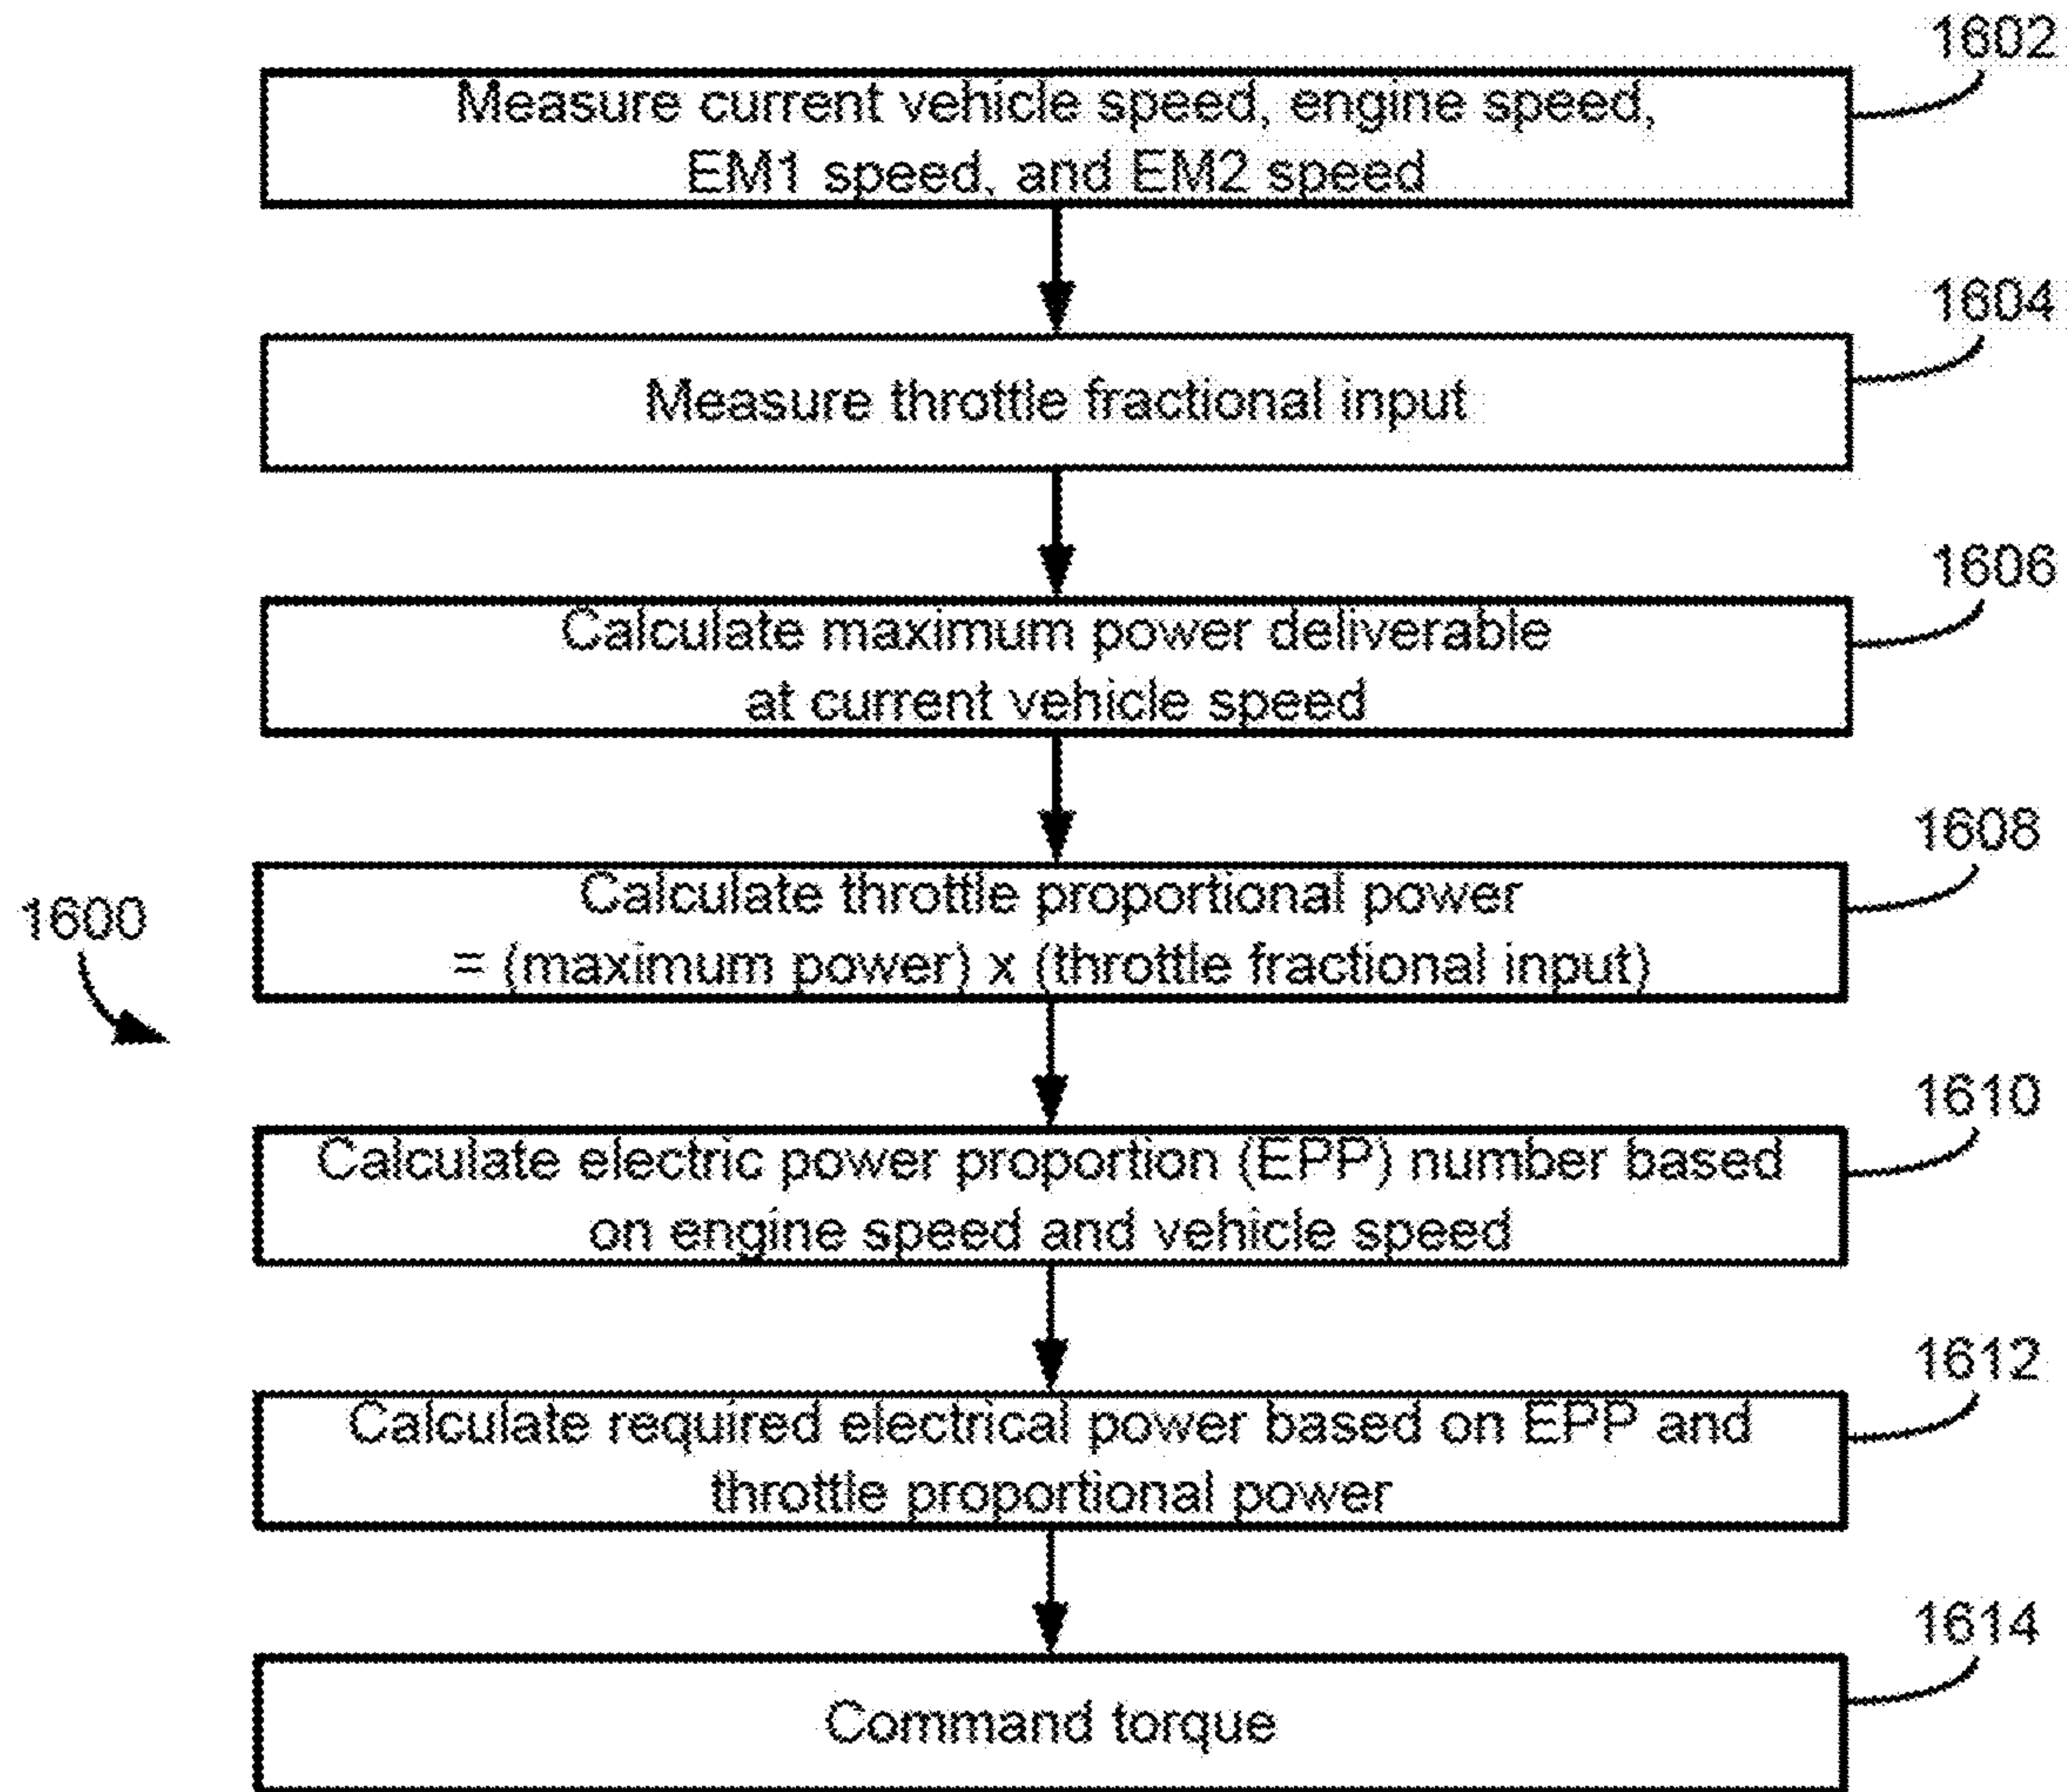 1602
Measure current vehicle speed, engine speed,
EM1 speed, and EM2 speed
1604
Measure throttle fractional input
1606
Calculate maximum power deliverable
at current vehicle speed
1608
Calculate throttle proportional power
= (maximum power) x (throttle fractional input)
1600
1610
Calculate electric power proportion (EPP) number based
on engine speed and vehicle speed
1612
Calculate required electrical power based on EPP and
throttle proportional power
1614
Command torque